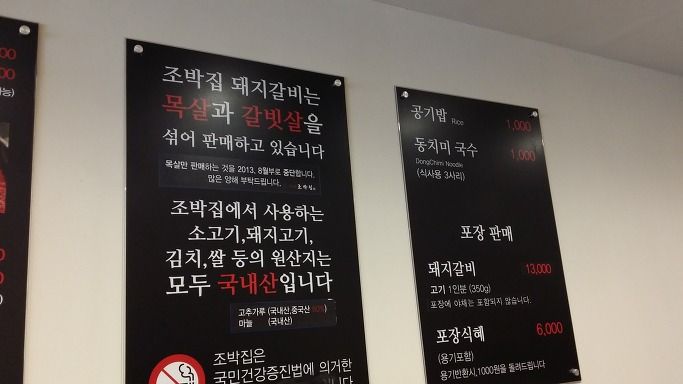 00
00
능)
00
00
조박집 돼지갈비는
목살과 갈빗살을
섞어 판매하고 있습니다
목살만 판매하는 것을 2013, 8월부로 중단합니다.
많은 양해 부탁드립니다.
조박집에서 사용하는
소고기,돼지고기,
김치,쌀 등의 원산지는
모두 국내산입니다
고추가루 (국내산,중국산
마늘 (국내산)
조박집은
국민건강증진법에 의거한
니다
공기밥 Rice 1,000
동치미 국수 1,000
DongChimi Noodle
(식사용 3사리)
포장 판매
돼지갈비 13,000
고기 1인분 (350g)
포장에 야채는 포함되지 않습니다.
포장식혜 6,000
(용기포함)
용기반환시,1000원을 돌려드립니다